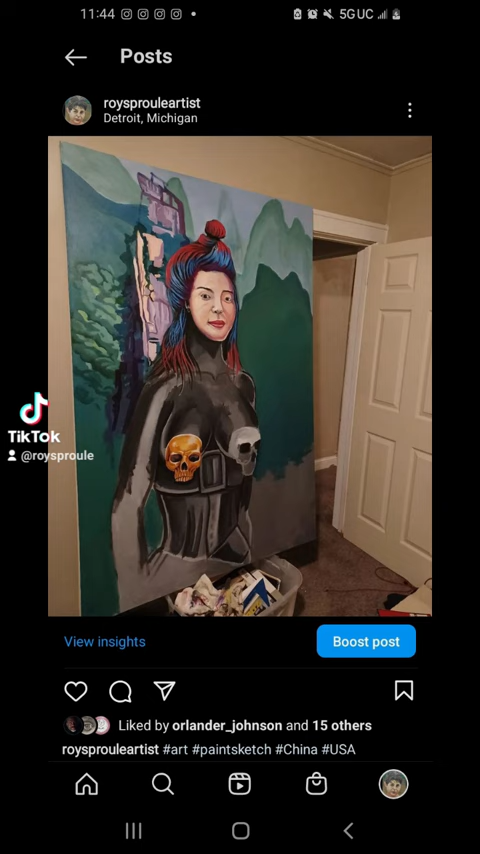 11:44
5G UC
Posts
roysprouleartist
Detroit, Michigan
TikTok
@roysproule
View insights
Boost post
Liked by orlander_johnson and 15 others
roysprouleartist #art #paintsketch #China #USA